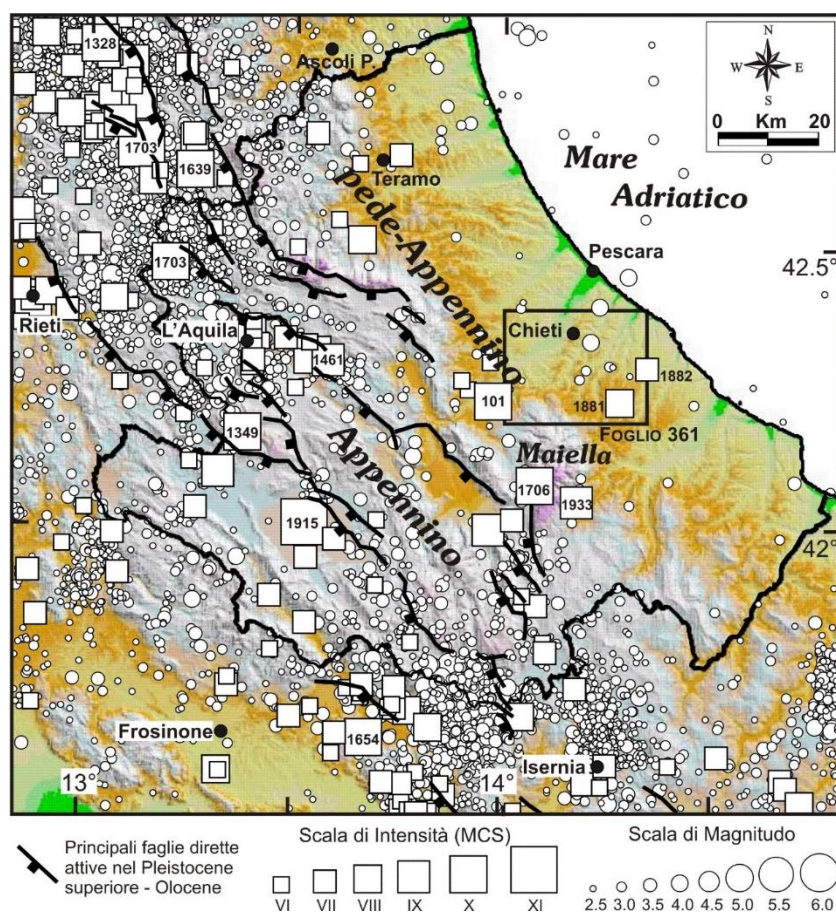 1328
Ascoli P.
N
W E
S
0 Km 20
1703
1639
Teramo
Mare
Adriatico
pede-Appennino
1703
Pescara
42.5°
Rieti
L'Aquila
1461
Chieti
1882
101
1881
FOGLIO 361
1349
Maiella
Appennino
1706
1933
1915
42°
Frosinone
1654
Isernia
13°
14°
Principali faglie dirette
attive nel Pleistocene
superiore - Olocene
Scala di Intensità (MCS)
VI VII VIII IX X XI
Scala di Magnitudo
2.5 3.0 3.5 4.0 4.5 5.0 5.5 6.0